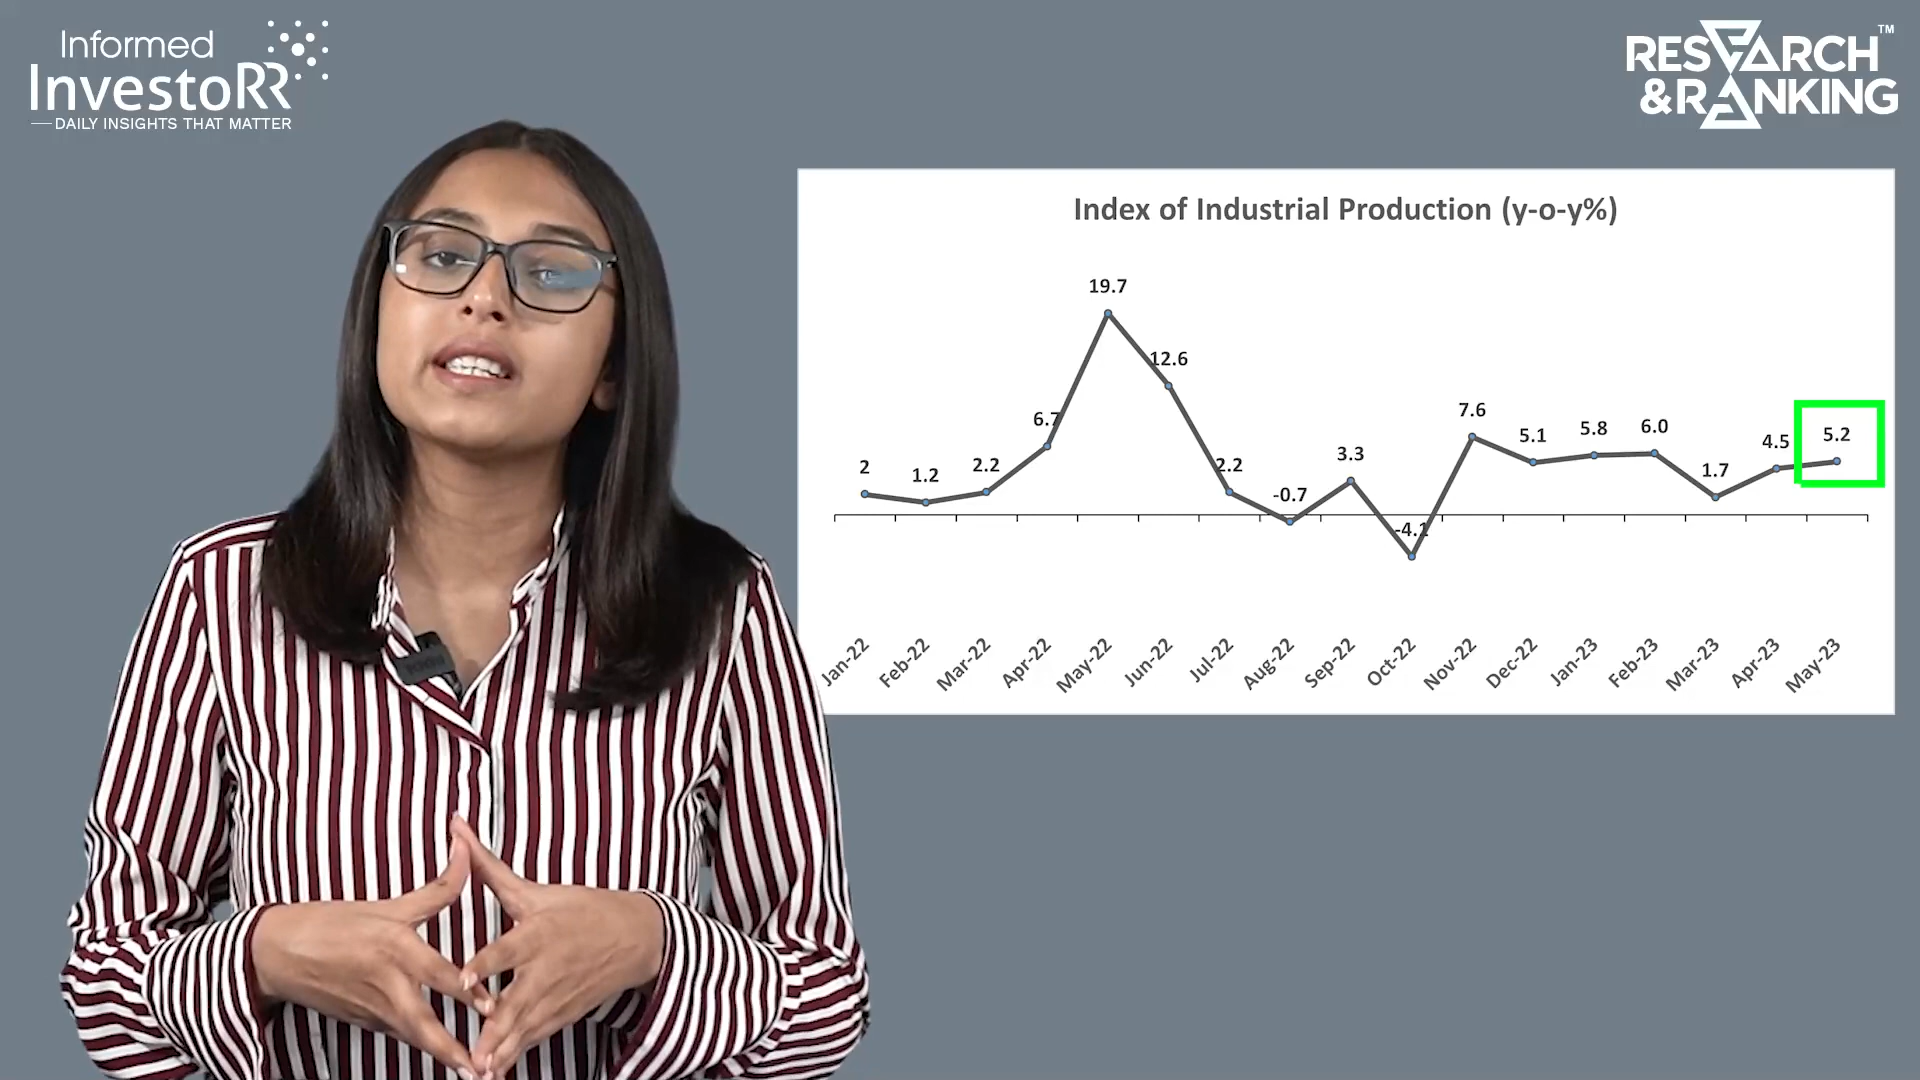 Informed
InvestoRR
DAILY INSIGHTS THAT MATTER
RESEARCH™
&RANKING
Index of Industrial Production (y-o-y%)
2
1.2
2.2
6.7
19.7
12.6
2.2
-0.7
3.3
-4.1
7.6
5.1
5.8
6.0
1.7
4.5
5.2
Jan-22
Feb-22
Mar-22
Apr-22
May-22
Jun-22
Jul-22
Aug-22
Sep-22
Oct-22
Nov-22
Dec-22
Jan-23
Feb-23
Mar-23
Apr-23
May-23